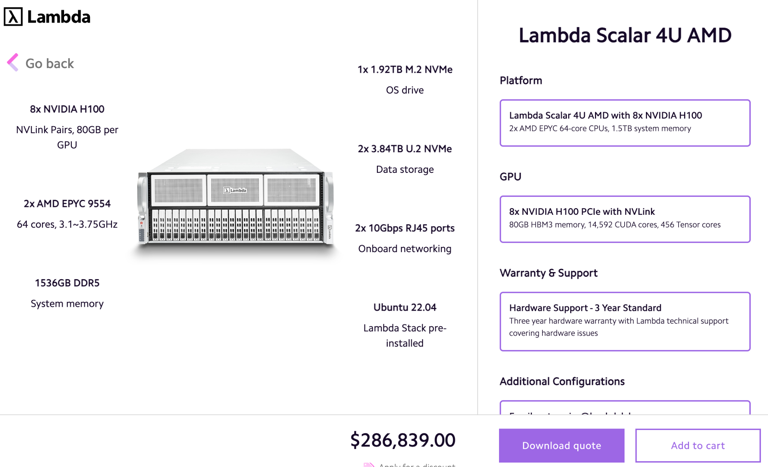 Lambda
Go back
8x NVIDIA H100
NVLink Pairs, 80GB per
GPU
2x AMD EPYC 9554
64 cores, 3.1~3.75GHz
1536GB DDR5
System memory
Lambda
1x 1.92TB M.2 NVMe
OS drive
2x 3.84TB U.2 NVMe
Data storage
2x 10Gbps RJ45 ports
Onboard networking
Ubuntu 22.04
Lambda Stack pre-
installed
Lambda Scalar 4U AMD
Platform
Lambda Scalar 4U AMD with 8x NVIDIA H100
2x AMD EPYC 64-core CPUs, 1.5TB system memory
GPU
8x NVIDIA H100 PCIe with NVLink
80GB HBM3 memory, 14,592 CUDA cores, 456 Tensor cores
Warranty & Support
Hardware Support - 3 Year Standard
Three year hardware warranty with Lambda technical support
covering hardware issues
Additional Configurations
$286,839.00
Apply for a discount
Download quote
Add to cart